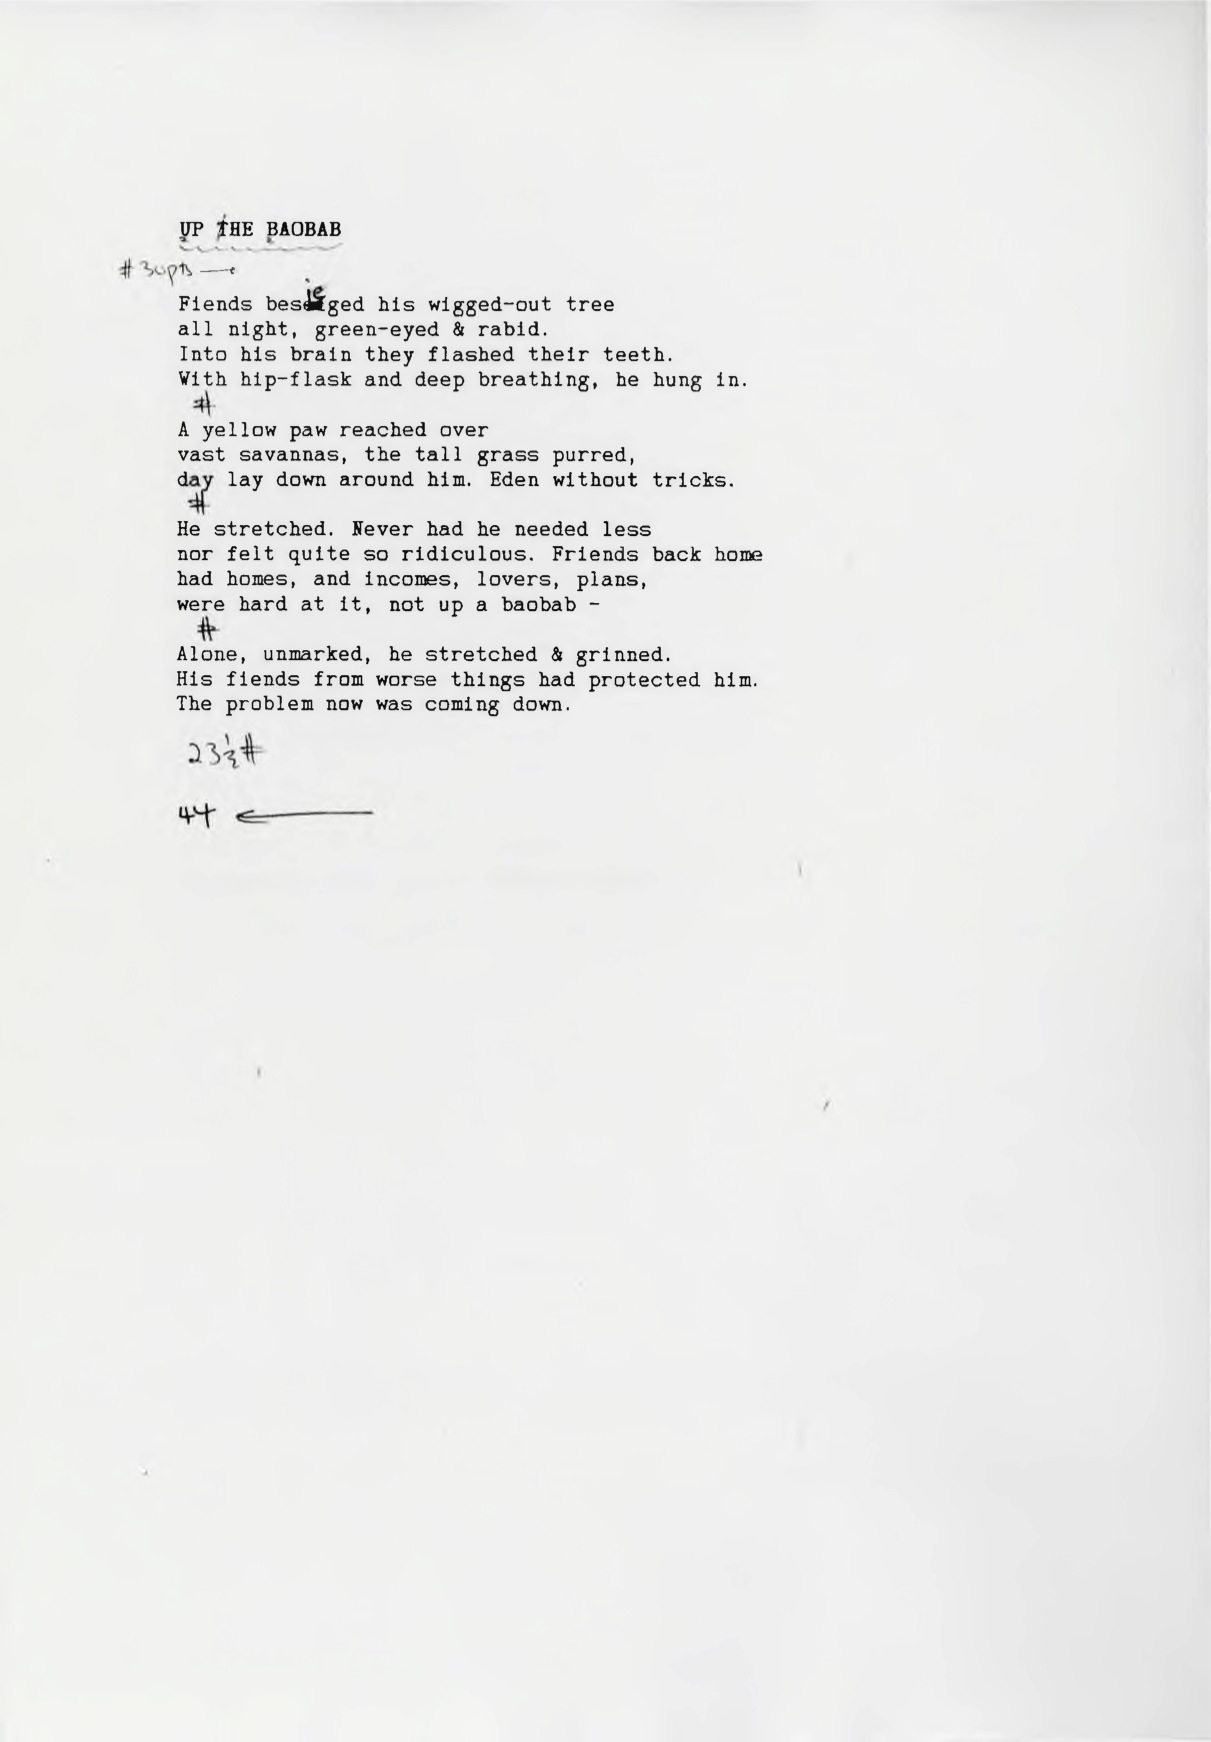 UP THE BAOBAB
# 30pts —
Fiends besieged his wigged-out tree
all night, green-eyed & rabid.
Into his brain they flashed their teeth.
With hip-flask and deep breathing, he hung in.
#
A yellow paw reached over
vast savannas, the tall grass purred,
day lay down around him. Eden without tricks.
#
He stretched. Never had he needed less
nor felt quite so ridiculous. Friends back home
had homes, and incomes, lovers, plans,
were hard at it, not up a baobab -
#
Alone, unmarked, he stretched & grinned.
His fiends from worse things had protected him.
The problem now was coming down.
23½#
44 ←